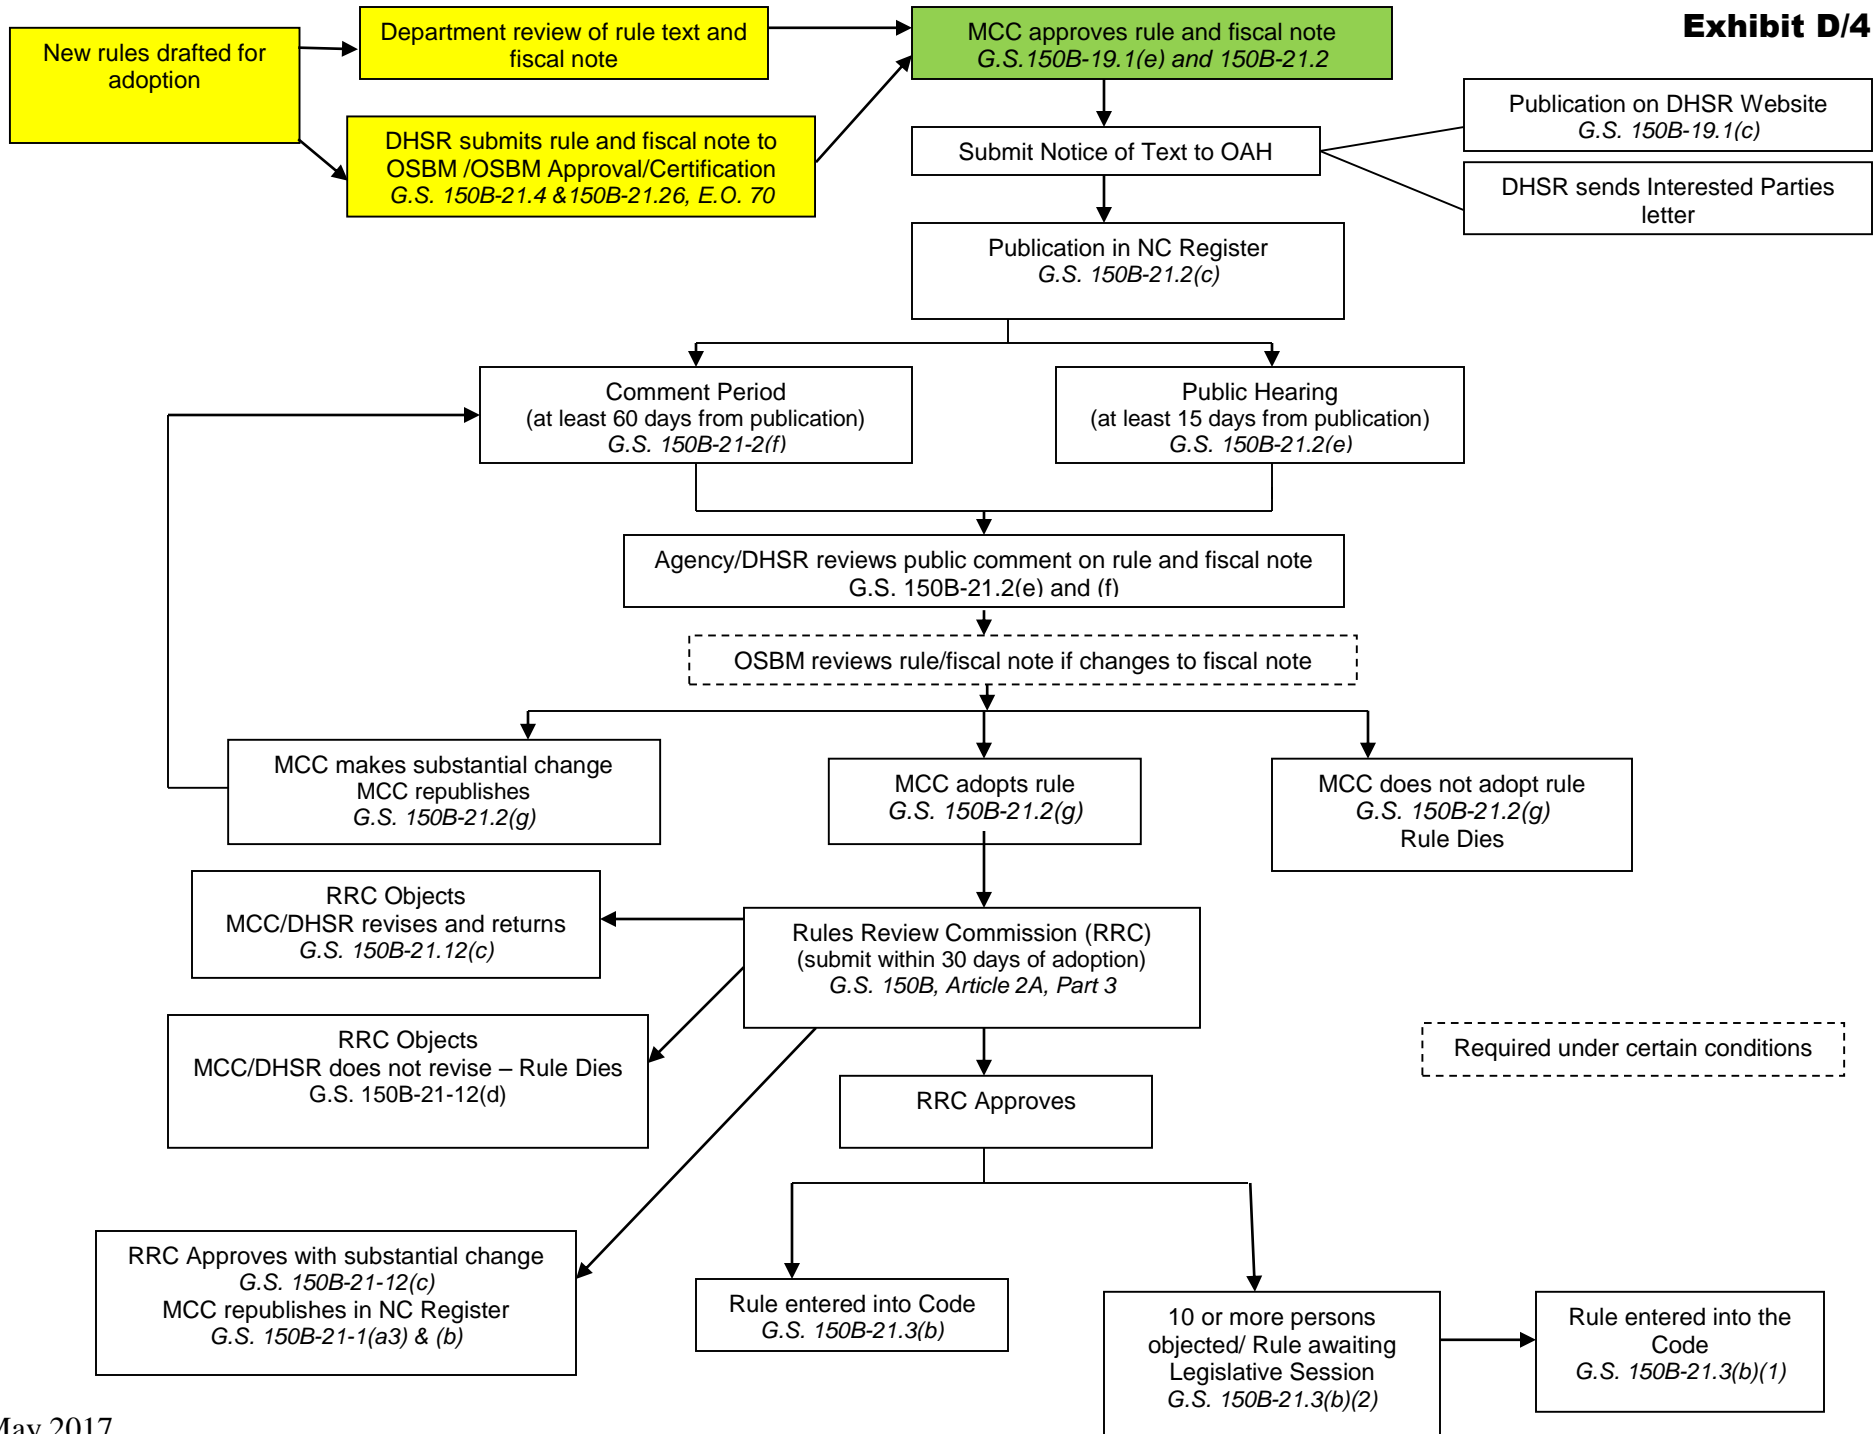 Exhibit D/4
New rules drafted for
adoption
Department review of rule text and
fiscal note
MCC approves rule and fiscal note
G.S.150B-19.1(e) and 150B-21.2
DHSR submits rule and fiscal note to
OSBM /OSBM Approval/Certification
G.S. 150B-21.4 &150B-21.26, E.O. 70
Submit Notice of Text to OAH
Publication on DHSR Website
G.S. 150B-19.1(c)
DHSR sends Interested Parties
letter
Publication in NC Register
G.S. 150B-21.2(c)
Comment Period
(at least 60 days from publication)
G.S. 150B-21-2(f)
Public Hearing
(at least 15 days from publication)
G.S. 150B-21.2(e)
Agency/DHSR reviews public comment on rule and fiscal note
G.S. 150B-21.2(e) and (f)
OSBM reviews rule/fiscal note if changes to fiscal note
MCC makes substantial change
MCC republishes
G.S. 150B-21.2(g)
MCC adopts rule
G.S. 150B-21.2(g)
MCC does not adopt rule
G.S. 150B-21.2(g)
Rule Dies
RRC Objects
MCC/DHSR revises and returns
G.S. 150B-21.12(c)
Rules Review Commission (RRC)
(submit within 30 days of adoption)
G.S. 150B, Article 2A, Part 3
RRC Objects
MCC/DHSR does not revise – Rule Dies
G.S. 150B-21-12(d)
Required under certain conditions
RRC Approves
RRC Approves with substantial change
G.S. 150B-21-12(c)
MCC republishes in NC Register
G.S. 150B-21-1(a3) & (b)
Rule entered into Code
G.S. 150B-21.3(b)
10 or more persons
objected/ Rule awaiting
Legislative Session
G.S. 150B-21.3(b)(2)
Rule entered into the
Code
G.S. 150B-21.3(b)(1)
May 2017